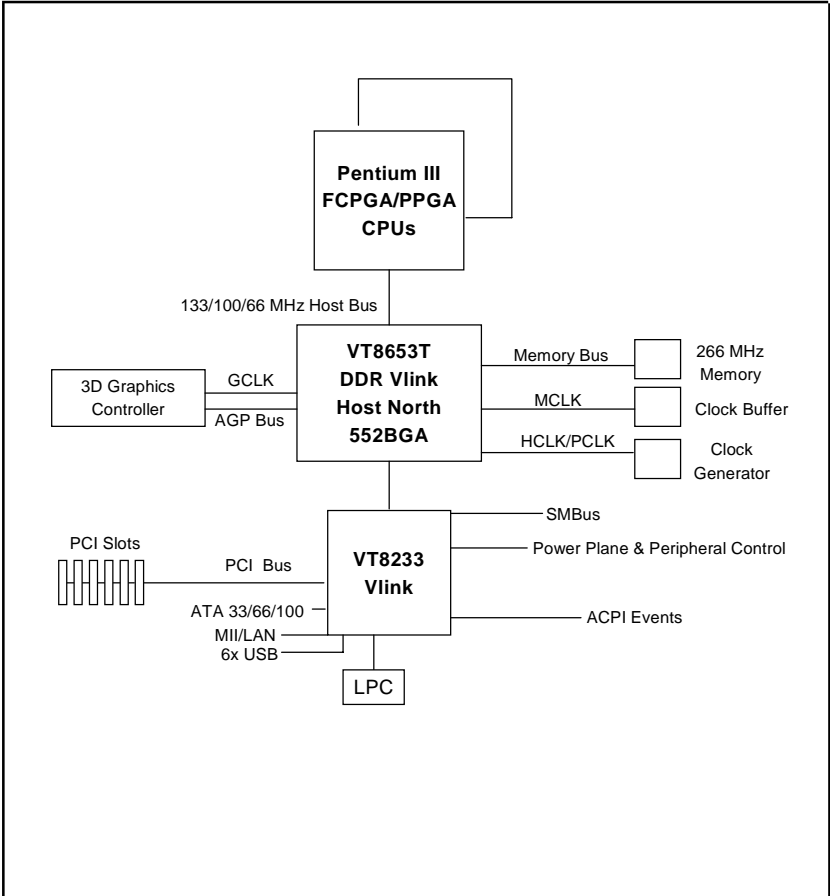 Pentium III
FCPGA/PPGA
CPUs
133/100/66 MHz Host Bus
VT8653T
DDR Vlink
Host North
552BGA
3D Graphics
Controller
GCLK
AGP Bus
Memory Bus
266 MHz
Memory
MCLK
Clock Buffer
HCLK/PCLK
Clock
Generator
PCI Slots
PCI Bus
VT8233
Vlink
SMBus
Power Plane & Peripheral Control
ATA 33/66/100
MII/LAN
6x USB
ACPI Events
LPC